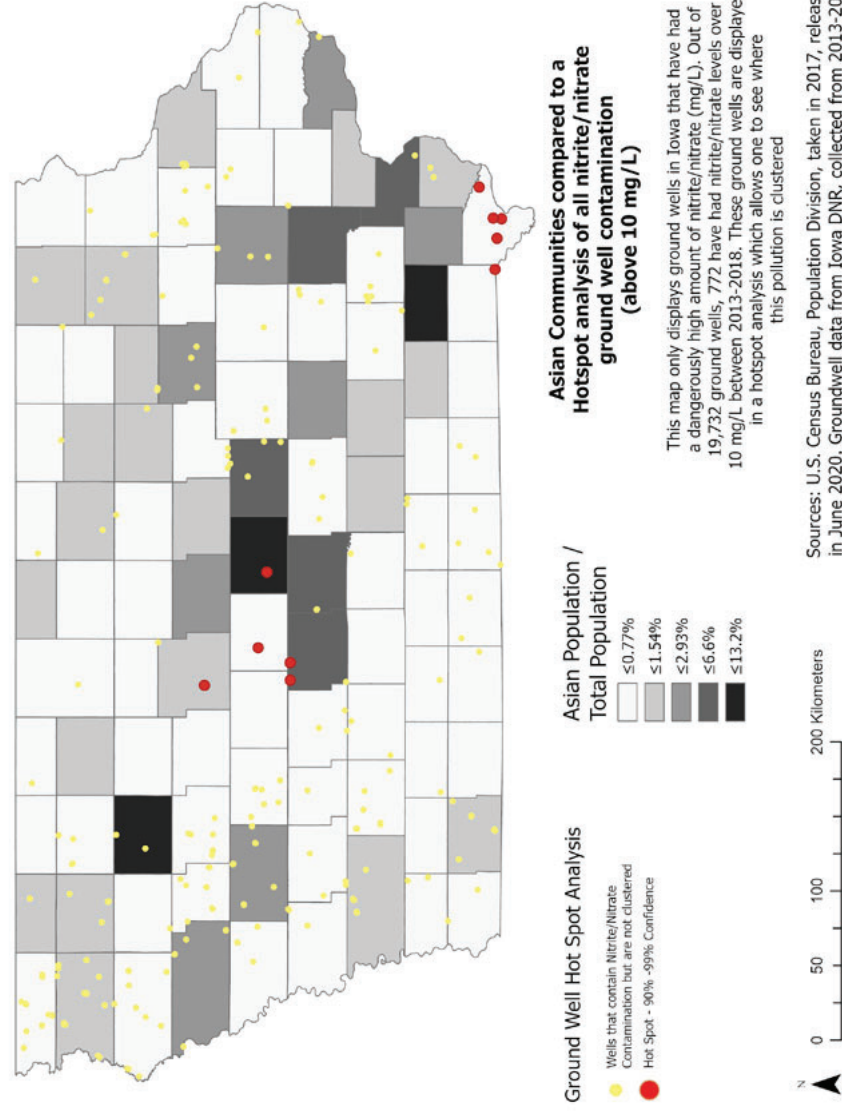 Asian Communities compared to a
Hotspot analysis of all nitrite/nitrate
ground well contamination
(above 10 mg/L)
This map only displays ground wells in Iowa that have had
a dangerously high amount of nitrite/nitrate (mg/L). Out of
19,732 ground wells, 772 have had nitrite/nitrate levels over
10 mg/L between 2013-2018. These ground wells are displaye
in a hotspot analysis which allows one to see where
this pollution is clustered
Ground Well Hot Spot Analysis
Wells that contain Nitrite/Nitrate
Contamination but are not clustered
Hot Spot - 90% -99% Confidence
Asian Population /
Total Population
≤0.77%
≤1.54%
≤2.93%
≤6.6%
≤13.2%
N
0 50 100 200 Kilometers
Sources: U.S. Census Bureau, Population Division, taken in 2017, releas
in June 2020. Groundwell data from Iowa DNR, collected from 2013-20